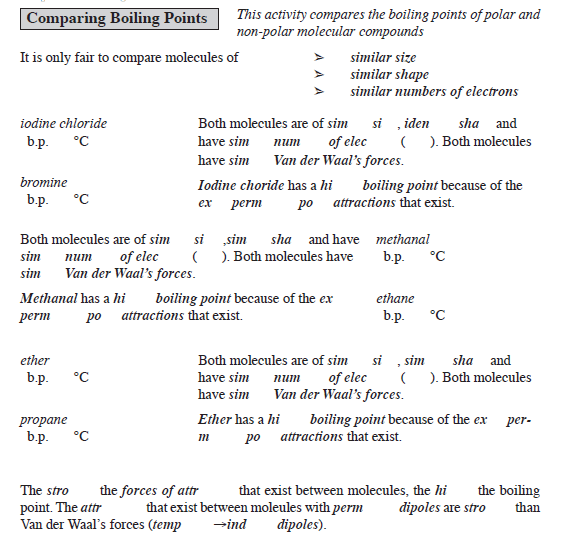 Comparing Boiling Points
This activity compares the boiling points of polar and
non-polar molecular compounds
It is only fair to compare molecules of
➢ similar size
➢ similar shape
➢ similar numbers of electrons
iodine chloride
b.p. °C
Both molecules are of sim si , iden sha and
have sim num of elec ( ). Both molecules
have sim Van der Waal's forces.
bromine
b.p. °C
Iodine choride has a hi boiling point because of the
ex perm po attractions that exist.
Both molecules are of sim si ,sim sha and have
sim num of elec ( ). Both molecules have
sim Van der Waal's forces.
methanal
b.p. °C
Methanal has a hi boiling point because of the ex
perm po attractions that exist.
ethane
b.p. °C
ether
b.p. °C
Both molecules are of sim si , sim sha and
have sim num of elec ( ). Both molecules
have sim Van der Waal's forces.
propane
b.p. °C
Ether has a hi boiling point because of the ex per-
m po attractions that exist.
The stro the forces of attr that exist between molecules, the hi the boiling
point. The attr that exist between moleules with perm dipoles are stro than
Van der Waal's forces (temp →ind dipoles).